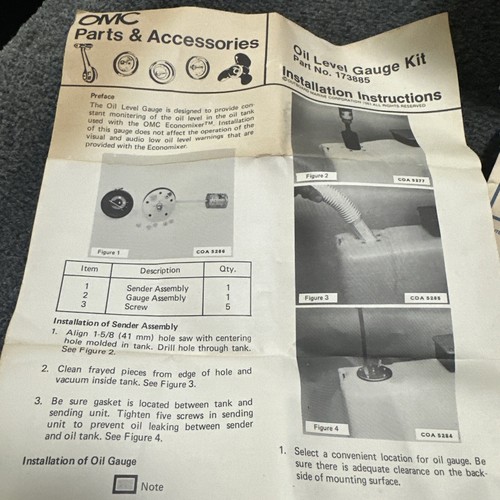 OMC
Parts & Accessories
Oil Level Gauge Kit
Part No. 173885
Installation Instructions
Preface
The Oil Level Gauge is designed to provide con-
stant monitering of the oil level in the oil tank
used with the OMC Economixer™. Installation
of this gauge does not affect the operation of the
visual and audio low oil level warnings that are
provided with the Economixer.
Figure 1
COA 5386
Item Description Qty.
1 Sender Assembly 1
2 Gauge Assembly 1
3 Screw 5
Installation of Sender Assembly
1. Align 1-5/8 (41 mm) hole saw with centering
hole molded in tank. Drill hole through tank.
See Figure 2.
2. Clean frayed pieces from edge of hole and
vacuum inside tank. See Figure 3.
3. Be sure gasket is located between tank and
sending unit. Tighten five screws in sending
unit to prevent oil leaking between sender
and oil tank. See Figure 4.
Installation of Oil Gauge
Note
Figure 2
COA 5377
Figure 3
Figure 4
COA 5384
1. Select a convenient location for oil gauge. Be
sure there is adequate clearance on the back-
side of mounting surface.